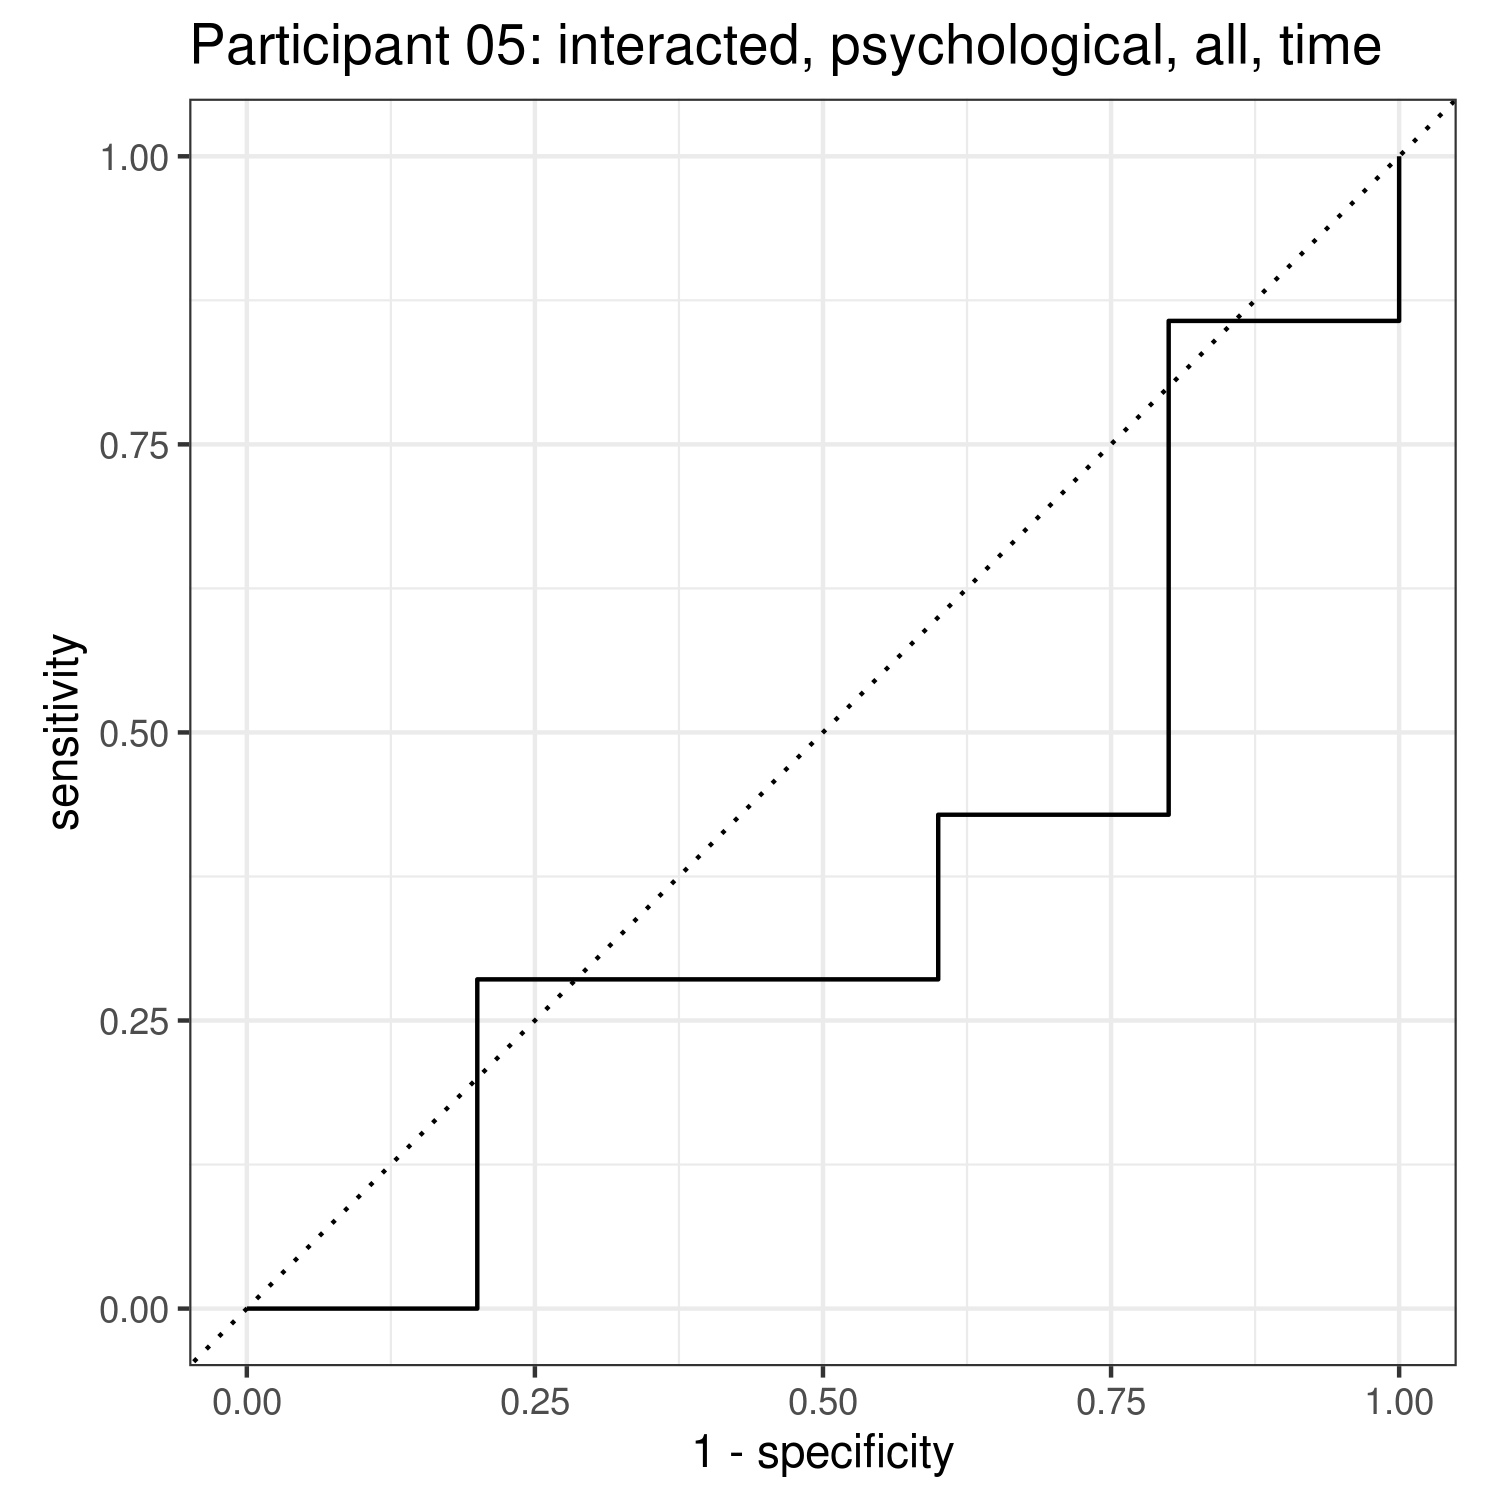 Participant 05: interacted, psychological, all, time
1.00
0.75
0.50
0.25
0.00
sensitivity
0.00 0.25 0.50 0.75 1.00
1 - specificity